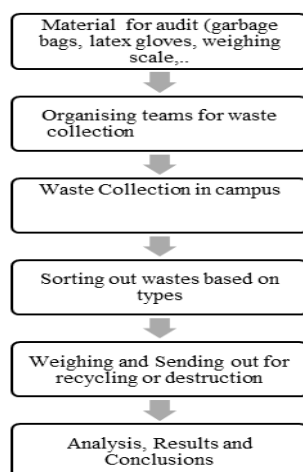 Material for audit (garbage
bags, latex gloves, weighing
scale,..
Organising teams for waste
collection
Waste Collection in campus
Sorting out wastes based on
types
Weighing and Sending out for
recycling or destruction
Analysis, Results and
Conclusions